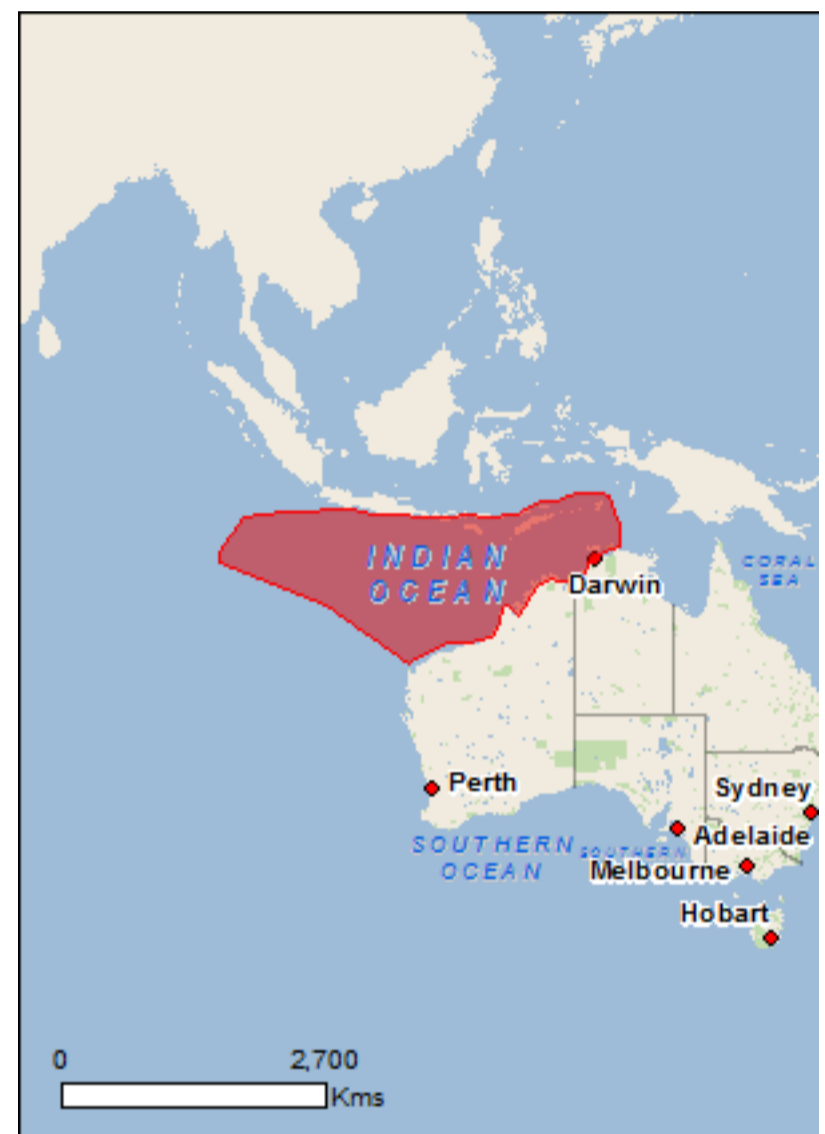 INDIAN
OCEAN
CORAL
SEA
Darwin
Perth
Sydney
SOUTHERN
OCEAN
SOUTHERN
Adelaide
Melbourne
Hobart
0 2,700
Kms